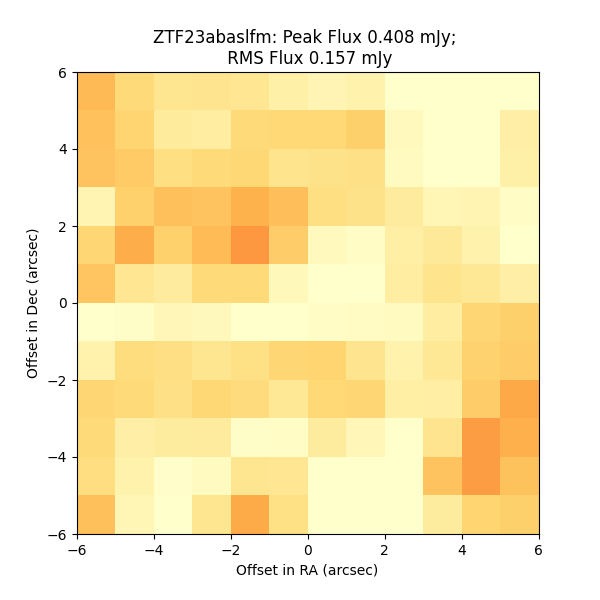 ZTF23abaslfm: Peak Flux 0.408 mJy;
RMS Flux 0.157 mJy
6
4
2
0
−2
−4
−6
Offset in Dec (arcsec)
−6 −4 −2 0 2 4 6
Offset in RA (arcsec)